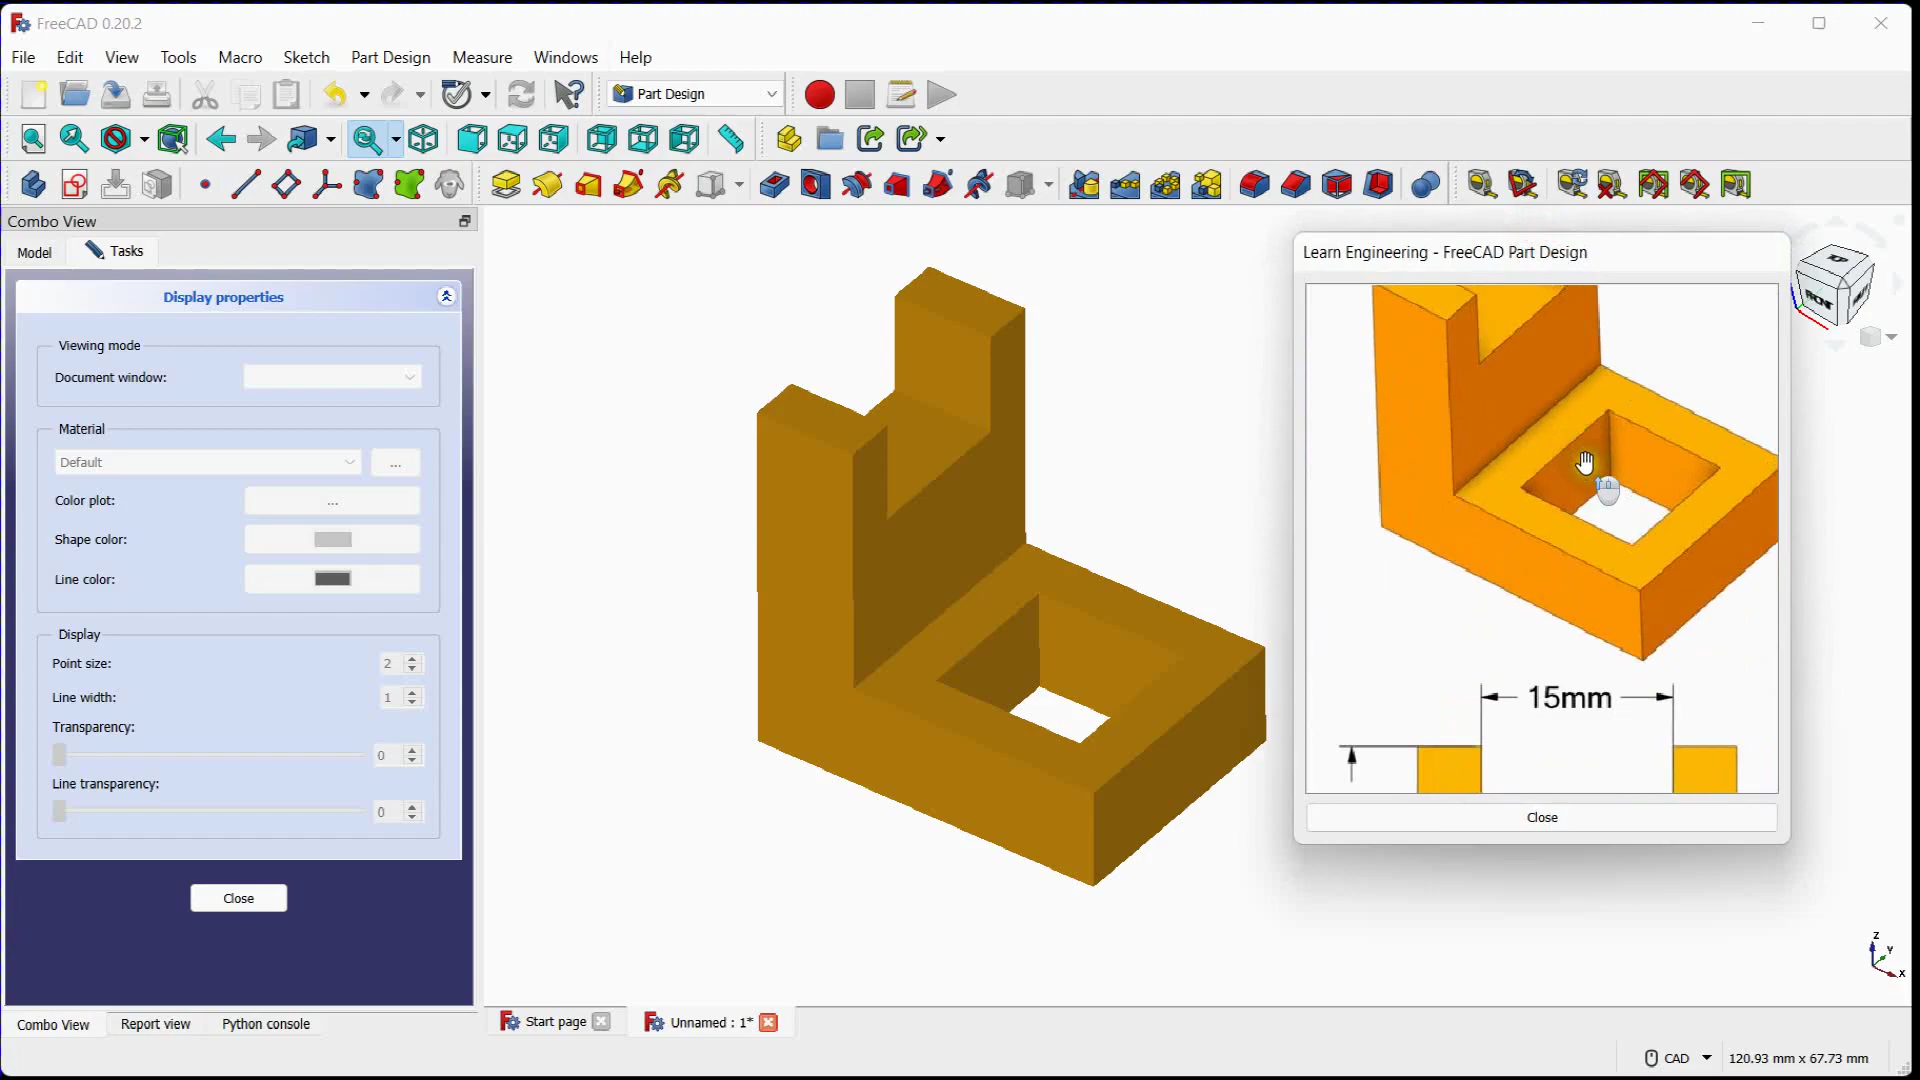 FreeCAD 0.20.2
File Edit View Tools Macro Sketch Part Design Measure Windows Help
Part Design
Combo View
Model Tasks
Display properties
Viewing mode
Document window:
Material
Default ...
Color plot: ...
Shape color:
Line color:
Display
Point size: 2
Line width: 1
Transparency:
0
Line transparency:
0
Close
Combo View Report view Python console
Learn Engineering - FreeCAD Part Design
15mm
Close
TOP
FRONT
RIGHT
Z
Y
X
Start page Unnamed : 1*
CAD 120.93 mm x 67.73 mm